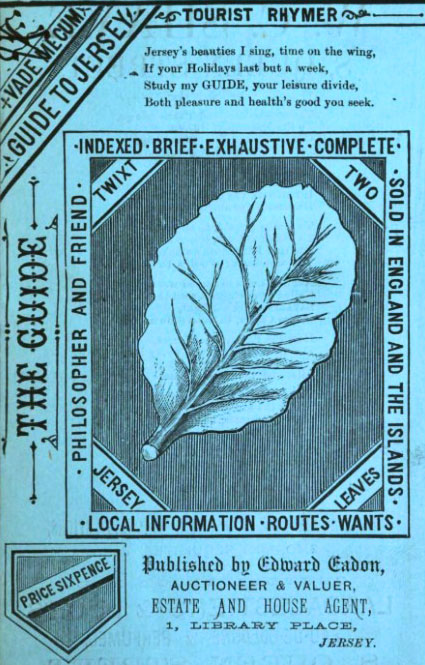 VADE MECUM
GUIDE TO JERSEY
TOURIST RHYMER
Jersey's beauties I sing, time on the wing,
If your Holidays last but a week,
Study my GUIDE, your leisure divide,
Both pleasure and health's good you seek.
·INDEXED·BRIEF·EXHAUSTIVE·COMPLETE·
TWIXT
TWO
THE GUIDE
·PHILOSOPHER AND FRIEND·
SOLD IN ENGLAND AND THE ISLANDS·
JERSEY
LEAVES
·LOCAL INFORMATION·ROUTES·WANTS·
PRICE SIXPENCE
Published by Edward Eadon,
AUCTIONEER & VALUER,
ESTATE AND HOUSE AGENT,
1, LIBRARY PLACE,
JERSEY.